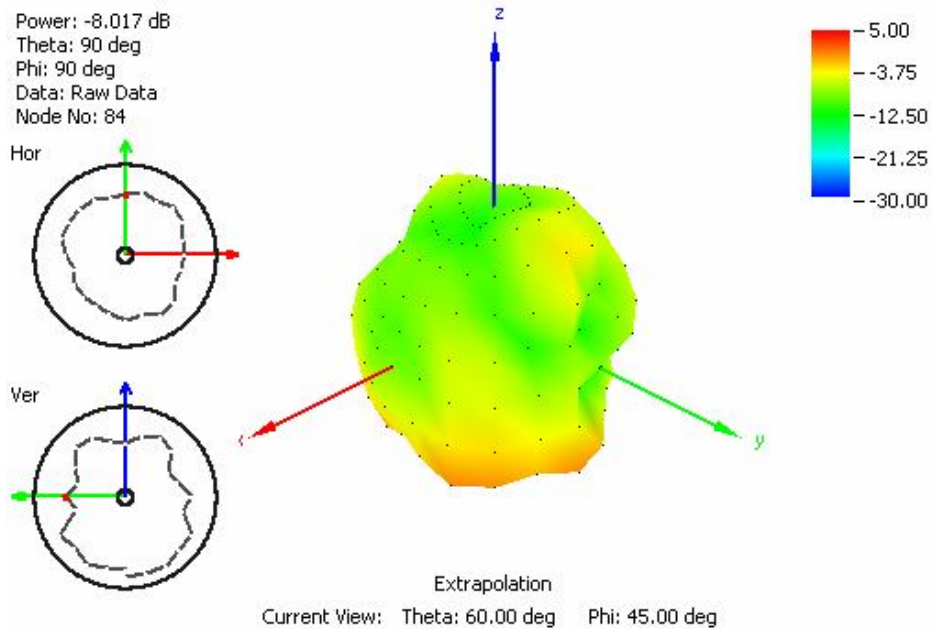 Power: -8.017 dB
Theta: 90 deg
Phi: 90 deg
Data: Raw Data
Node No: 84
Hor
Ver
z
x
y
5.00
-3.75
-12.50
-21.25
-30.00
Extrapolation
Current View: Theta: 60.00 deg Phi: 45.00 deg